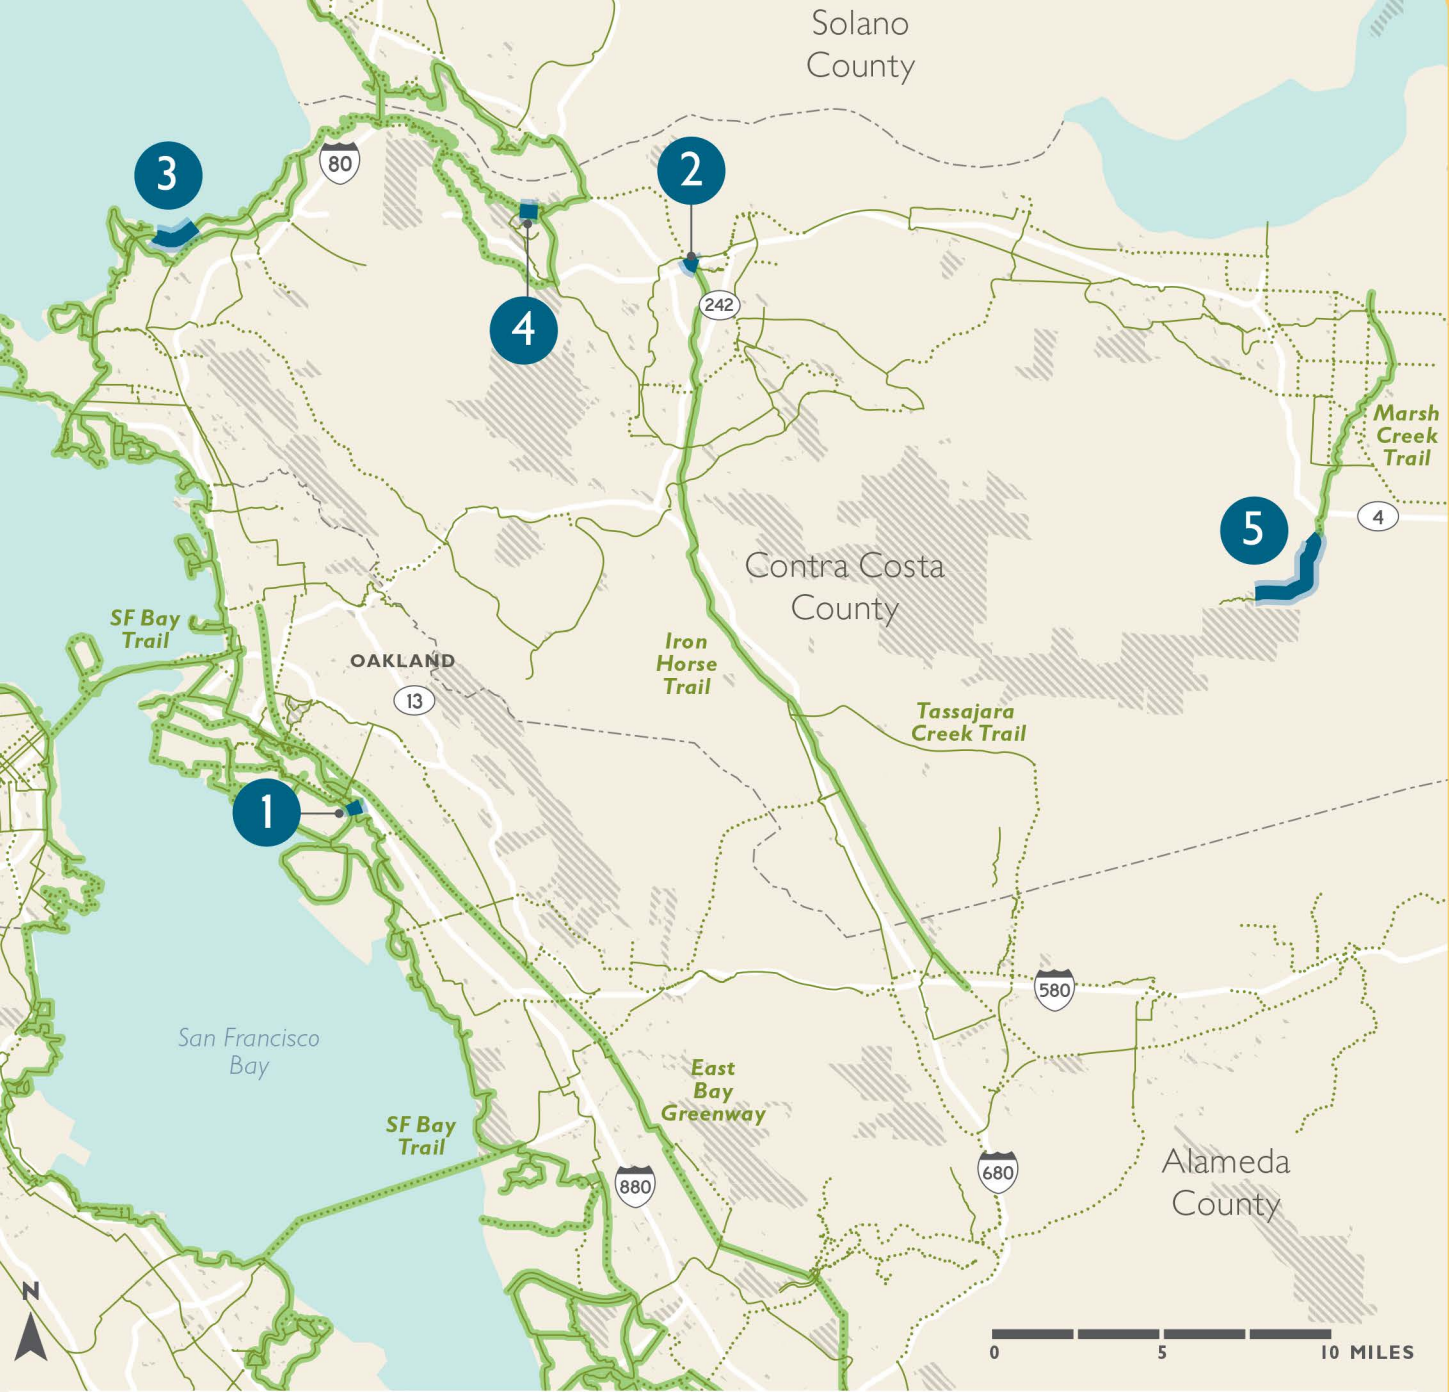 Solano
County
3
80
2
242
4
Marsh
Creek
Trail
5
4
Contra Costa
County
SF Bay
Trail
OAKLAND
13
Iron
Horse
Trail
Tassajara
Creek Trail
1
580
San Francisco
Bay
East
Bay
Greenway
SF Bay
Trail
880
680
Alameda
County
N
0 5 10 MILES